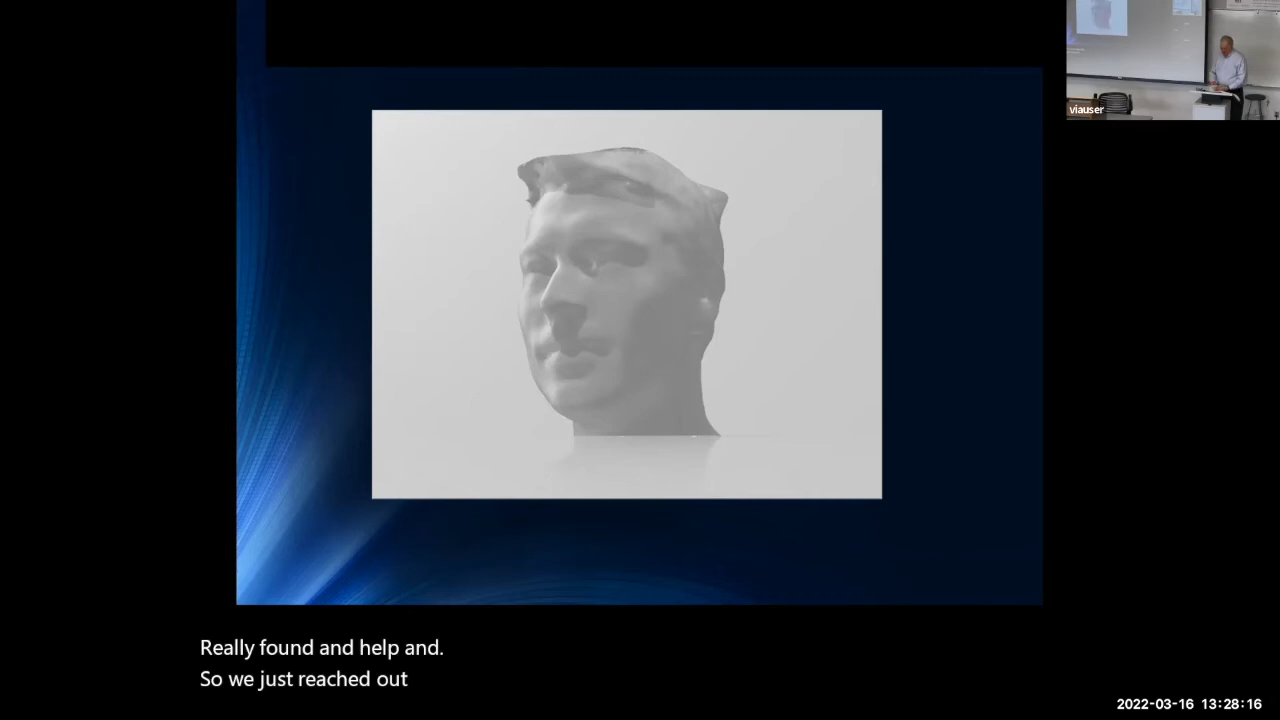 viauser
Really found and help and.
So we just reached out
2022-03-16 13:28:16